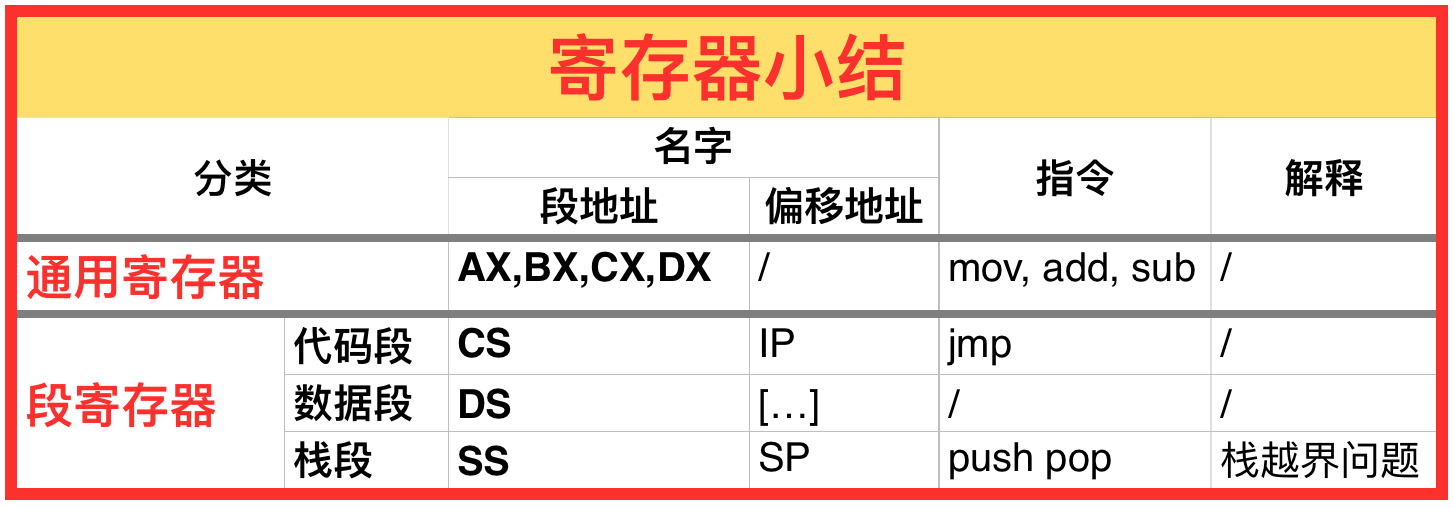 寄存器小结
分类 名字 指令 解释
段地址 偏移地址
通用寄存器 AX,BX,CX,DX / mov, add, sub /
段寄存器 代码段 CS IP jmp /
数据段 DS […] / /
栈段 SS SP push pop 栈越界问题